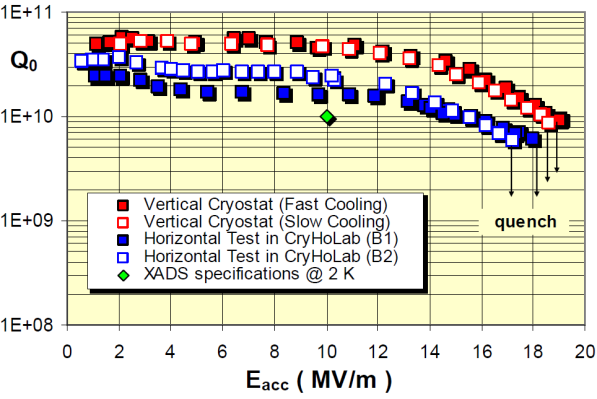 1E+11
Q0
1E+10
1E+09
1E+08
Vertical Cryostat (Fast Cooling)
Vertical Cryostat (Slow Cooling)
Horizontal Test in CryHoLab (B1)
Horizontal Test in CryHoLab (B2)
XADS specifications @ 2 K
quench
0 2 4 6 8 10 12 14 16 18 20
Eacc ( MV/m )